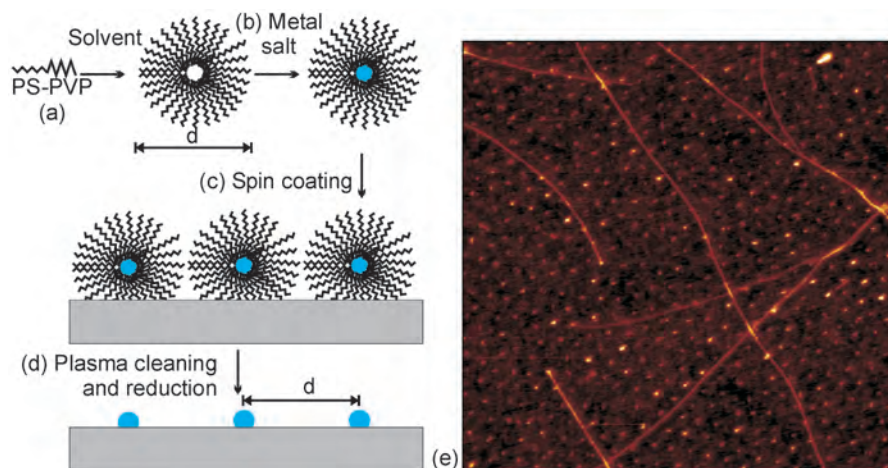 Solvent
(b) Metal
salt
PS-PVP
(a)
d
(c) Spin coating
(d) Plasma cleaning
and reduction
d
(e)